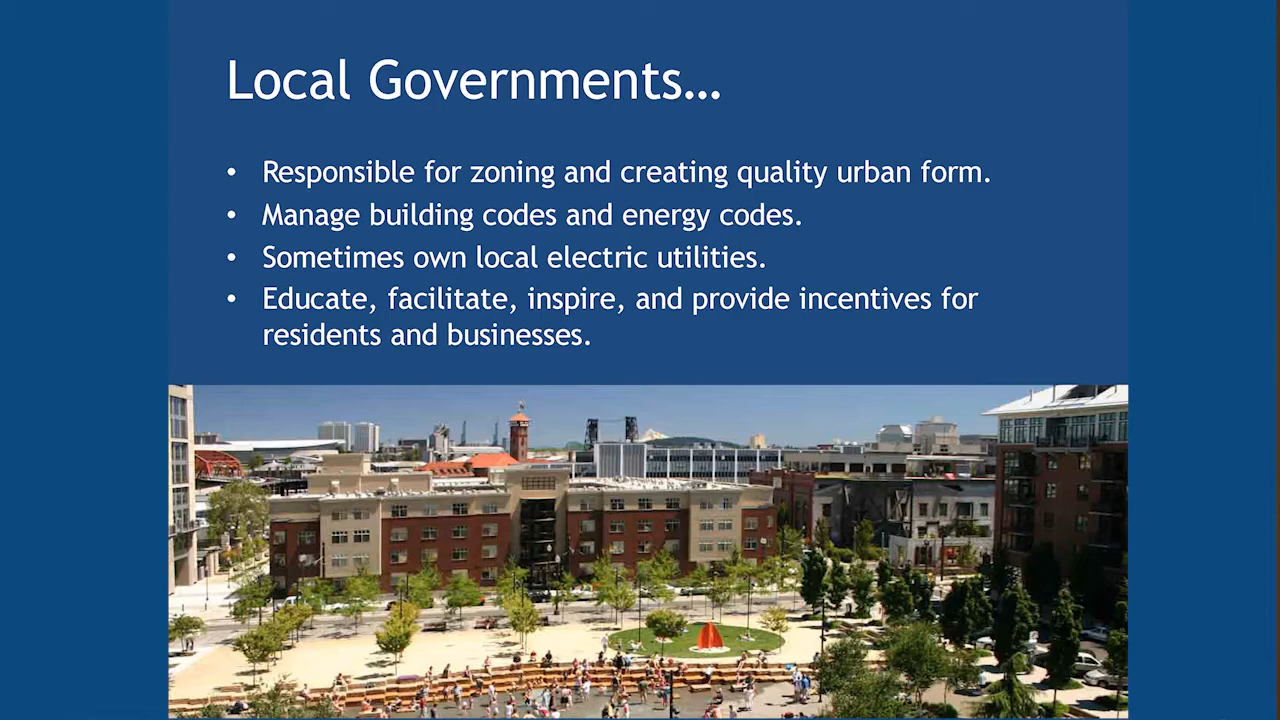 Local Governments…
• Responsible for zoning and creating quality urban form.
• Manage building codes and energy codes.
• Sometimes own local electric utilities.
• Educate, facilitate, inspire, and provide incentives for
residents and businesses.